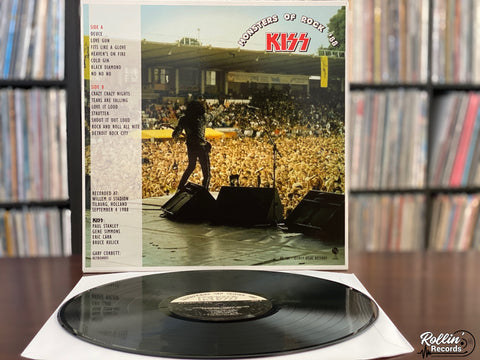 MONSTERS OF ROCK '88
KISS
SIDE A
DEUCE
LOVE GUN
FITS LIKE A GLOVE
HEAVEN'S ON FIRE
COLD GIN
BLACK DIAMOND
NO NO NO
SIDE B
CRAZY CRAZY NIGHTS
TEARS ARE FALLING
LOVE IT LOUD
STRUTTER
SHOUT IT OUT LOUD
ROCK AND ROLL ALL NITE
DETROIT ROCK CITY
RECORDED AT:
WILLEM II STADION
TILBURG, HOLLAND
SEPTEMBER 4 1988
KISS:
PAUL STANLEY
GENE SIMMONS
ERIC CARR
BRUCE KULICK
GARY CORBETT:
KEYBOARDS
Rollin'
Records